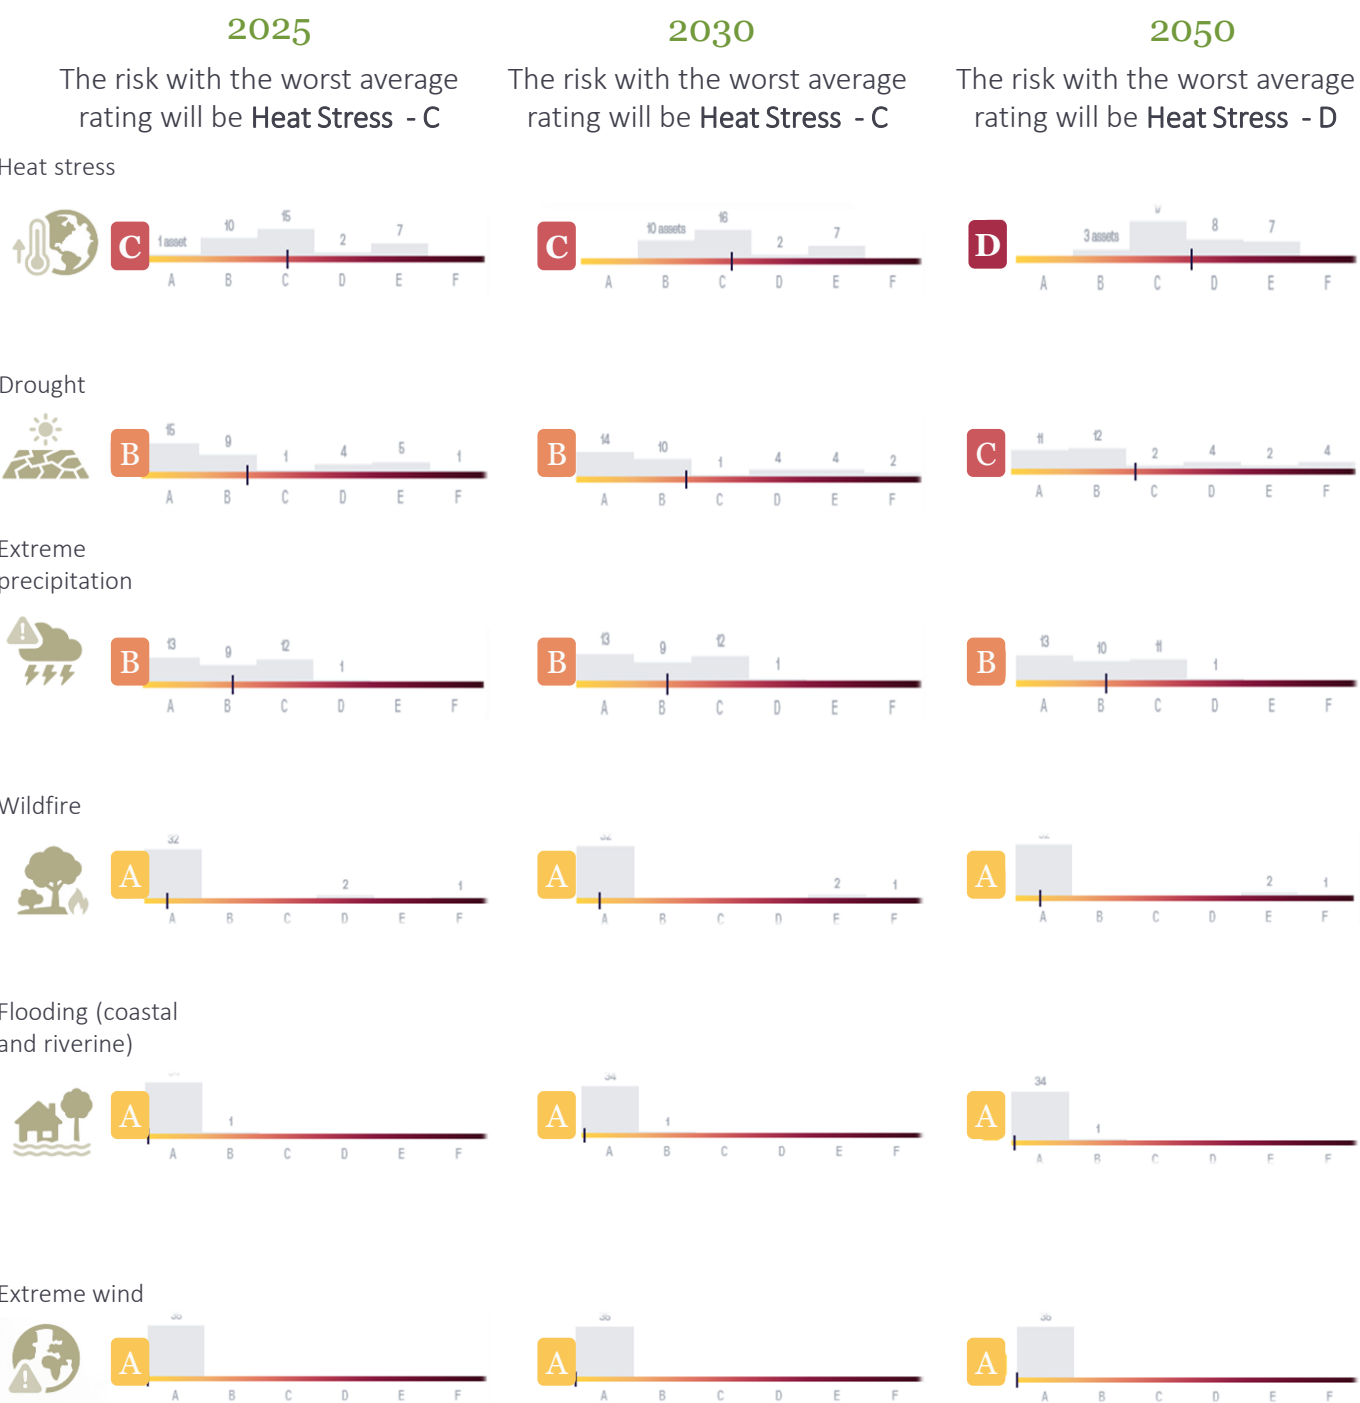 2025
2030
2050
The risk with the worst average
rating will be Heat Stress - C
The risk with the worst average
rating will be Heat Stress - C
The risk with the worst average
rating will be Heat Stress - D
Heat stress
C
1 asset 10 15 2 7
A B C D E F
C
10 assets 16 2 7
A B C D E F
D
3 assets 8 7
A B C D E F
Drought
B
15 9 1 4 5 1
A B C D E F
B
14 10 1 4 4 2
A B C D E F
C
11 12 2 4 2 4
A B C D E F
Extreme
precipitation
B
13 9 12 1
A B C D E F
B
13 9 12 1
A B C D E F
B
13 10 11 1
A B C D E F
Wildfire
A
32 2 1
A B C D E F
A
32 2 1
A B C D E F
A
2 1
A B C D E F
Flooding (coastal
and riverine)
A
1
A B C D E F
A
34 1
A B C D E F
A
34 1
A B C D E F
Extreme wind
A
A B C D E F
A
A B C D E F
A
A B C D E F